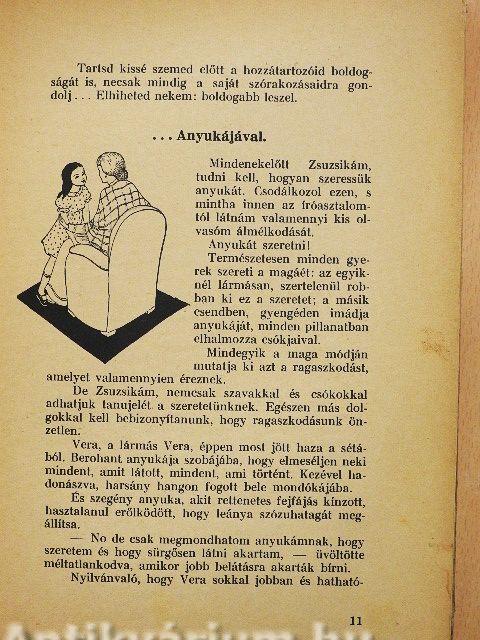 Tartsd kissé szemed előtt a hozzátartozóid boldog-
ságát is, necsak mindig a saját szórakozásaidra gon-
dolj . . . Elhiheted nekem: boldogabb leszel.
. . . Anyukájával.
Mindenekelőtt Zsuzsikám,
tudni kell, hogyan szeressük
anyukát. Csodálkozol ezen, s
mintha innen az íróasztalom-
tól látnám valamennyi kis ol-
vasóm álmélkodását.
Anyukát szeretni!
Természetesen minden gye-
rek szereti a magáét: az egyik-
nél lármásan, szertelenül rob-
ban ki ez a szeretet; a másik
csendben, gyengéden imádja
anyukáját, minden pillanatban
elhalmozza csókjaival.
Mindegyik a maga módján
mutatja ki azt a ragaszkodást,
amelyet valamennyien éreznek.
De Zsuzsikám, nemcsak szavakkal és csókokkal
adhatjuk tanujelét a szeretetünknek. Egészen más dol-
gokkal kell bebizonyítanunk, hogy ragaszkodásunk ön-
zetlen.
Vera, a lármás Vera, éppen most jött haza a sétá-
ból. Berohant anyukája szobájába, hogy elmeséljen neki
mindent, amit látott, mindent, ami történt. Kezével ha-
donászva, harsány hangon fogott bele mondókájába.
És szegény anyuka, akit rettenetes fejfájás kínzott,
hasztalanul erőlködött, hogy leánya szózuhatagát meg-
állítsa.
— No de csak megmondhatom anyukámnak, hogy
szeretem és hogy sürgősen látni akartam, — üvöltötte
méltatlankodva, amikor jobb belátásra akarták bírni.
Nyilvánvaló, hogy Vera sokkal jobban és hatható-
11
Antikvárium.hu